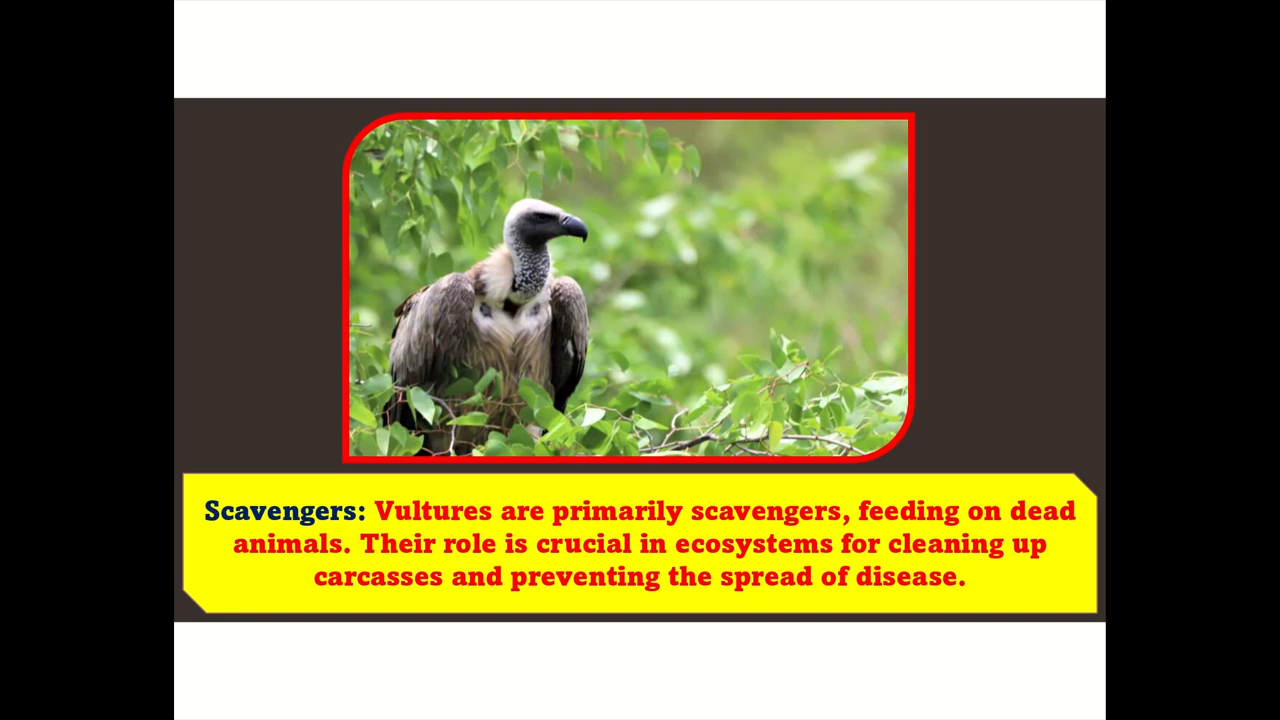 Scavengers: Vultures are primarily scavengers, feeding on dead
animals. Their role is crucial in ecosystems for cleaning up
carcasses and preventing the spread of disease.